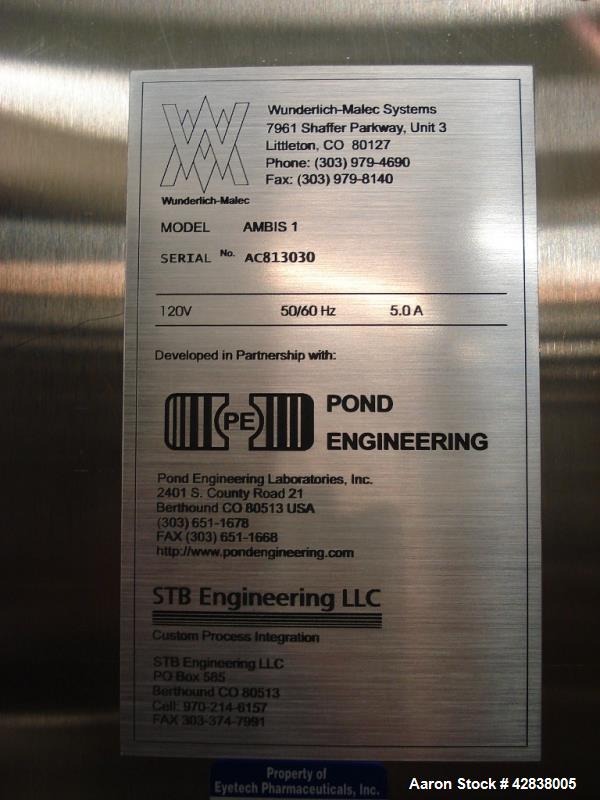 Wunderlich-Malec Systems
7961 Shaffer Parkway, Unit 3
Littleton, CO 80127
Phone: (303) 979-4690
Fax: (303) 979-8140
Wunderlich-Malec
MODEL AMBIS 1
SERIAL No. AC813030
120V 50/60 Hz 5.0 A
Developed in Partnership with:
PE
POND
ENGINEERING
Pond Engineering Laboratories, Inc.
2401 S. County Road 21
Berthound CO 80513 USA
(303) 651-1678
FAX (303) 651-1668
http://www.pondengineering.com
STB Engineering LLC
Custom Process Integration
STB Engineering LLC
PO Box 585
Berthound CO 80513
Cell: 970-214-6157
FAX 303-374-7991
Property of
Eyetech Pharmaceuticals, Inc.
Aaron Stock # 42838005